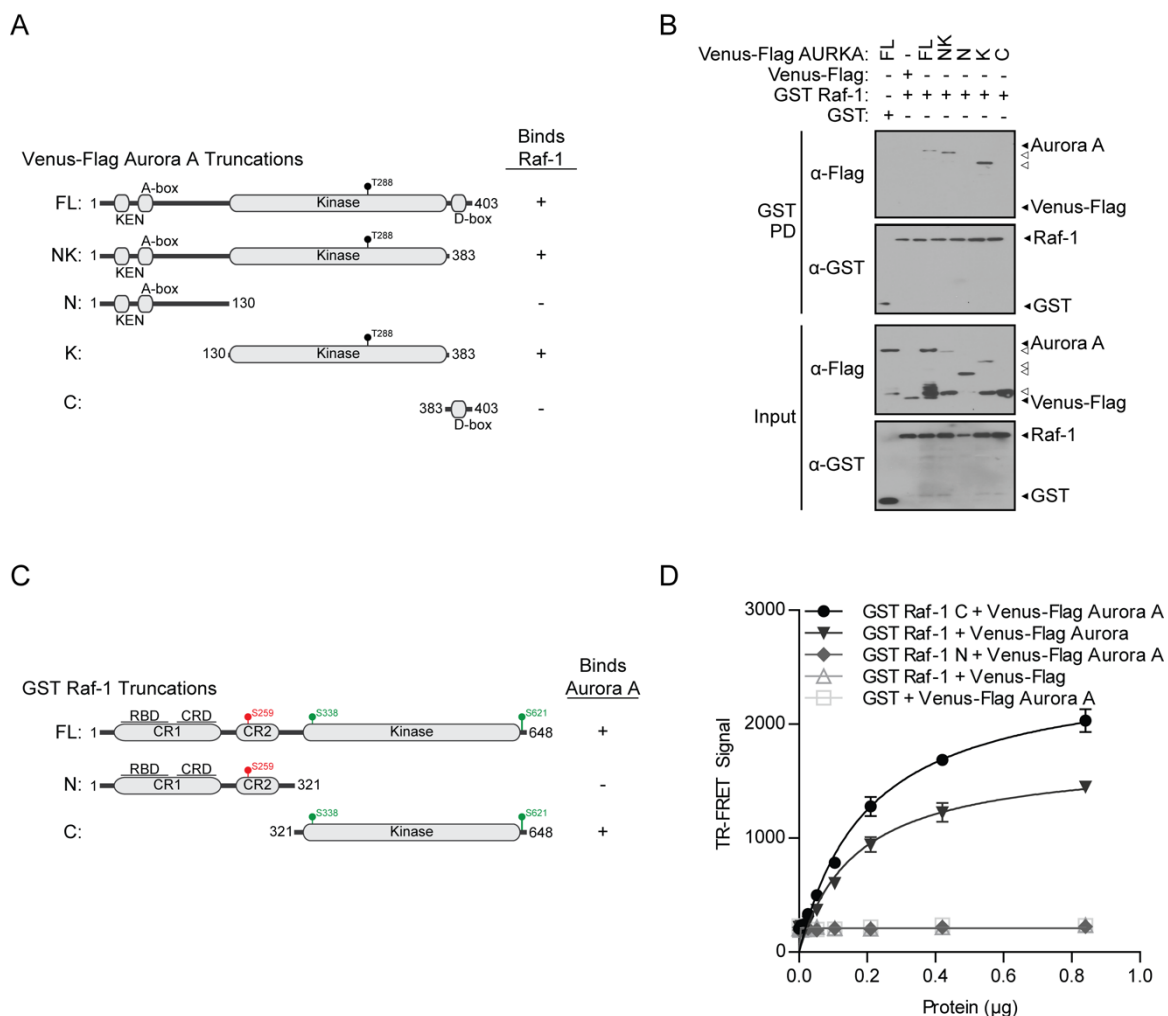 A
Venus-Flag Aurora A Truncations
Binds
Raf-1
FL: 1 KEN A-box Kinase T288 D-box 403 +
NK: 1 KEN A-box Kinase T288 383 +
N: 1 KEN A-box 130 -
K: 130 Kinase T288 383 +
C: 383 D-box 403 -
B
Venus-Flag AURKA: FL - FL NK N K C
Venus-Flag: - + - - - - -
GST Raf-1: - + + + + + +
GST: + - - - - - -
GST
PD
α-Flag
Aurora A
Venus-Flag
α-GST
Raf-1
GST
Input
α-Flag
Aurora A
Venus-Flag
α-GST
Raf-1
GST
C
GST Raf-1 Truncations
Binds
Aurora A
FL: 1 RBD CRD CR1 S259 CR2 S338 Kinase S621 648 +
N: 1 RBD CRD CR1 S259 CR2 321 -
C: 321 S338 Kinase S621 648 +
D
GST Raf-1 C + Venus-Flag Aurora A
GST Raf-1 + Venus-Flag Aurora
GST Raf-1 N + Venus-Flag Aurora A
GST Raf-1 + Venus-Flag
GST + Venus-Flag Aurora A
TR-FRET Signal
3000
2000
1000
0
0.0 0.2 0.4 0.6 0.8 1.0
Protein (µg)